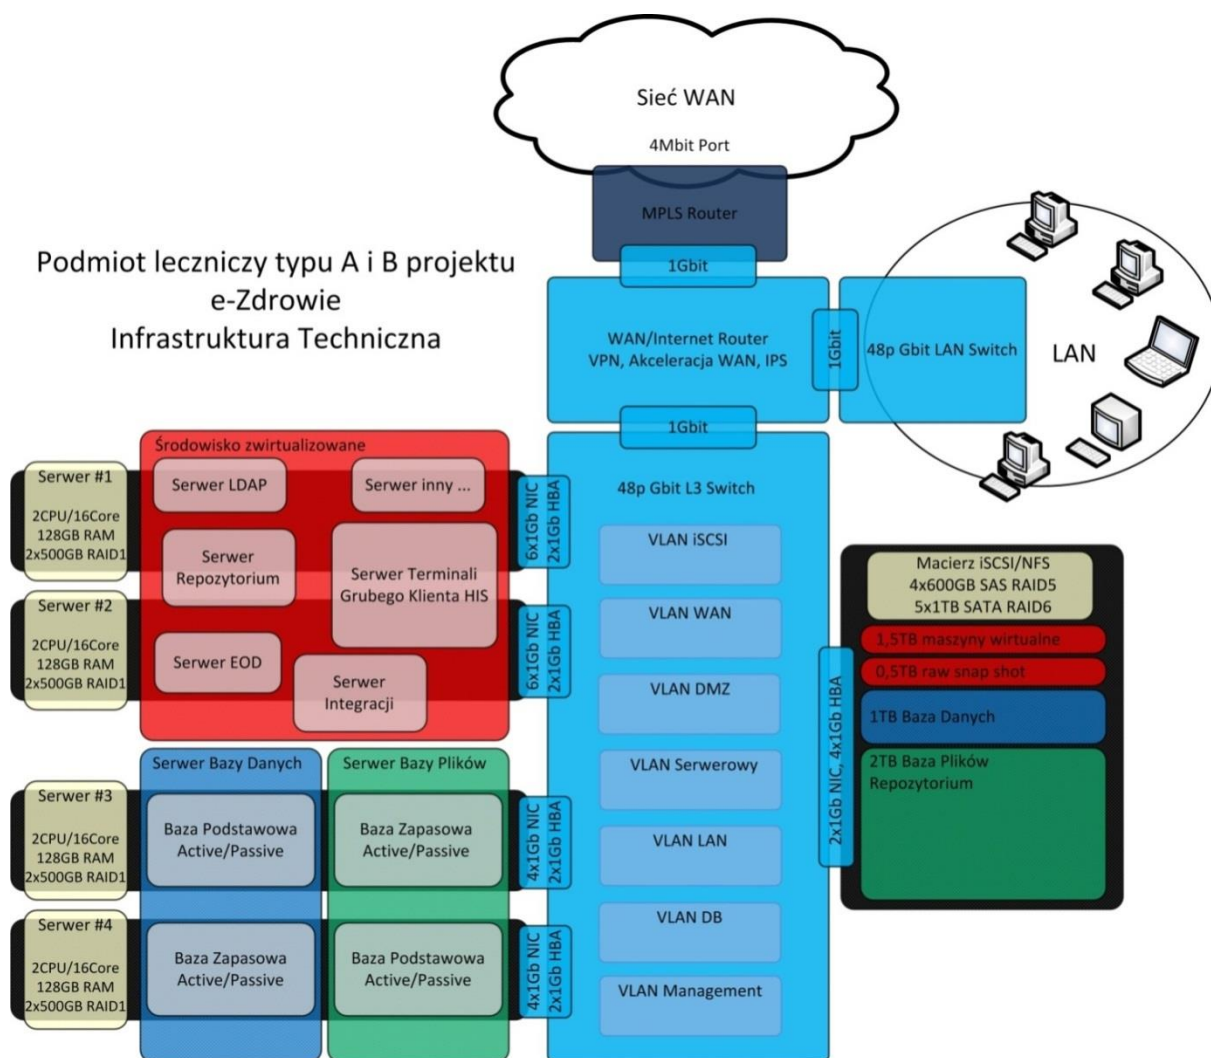 Sieć WAN
4Mbit Port
MPLS Router
1Gbit
Podmiot leczniczy typu A i B projektu
e-Zdrowie
Infrastruktura Techniczna
WAN/Internet Router
VPN, Akceleracja WAN, IPS
1Gbit
48p Gbit LAN Switch
LAN
1Gbit
Środowisko zwirtualizowane
Serwer #1
2CPU/16Core
128GB RAM
2x500GB RAID1
Serwer LDAP
Serwer inny ...
Serwer
Repozytorium
Serwer Terminali
Grubego Klienta HIS
6x1Gb NIC
2x1Gb HBA
Serwer #2
2CPU/16Core
128GB RAM
2x500GB RAID1
Serwer EOD
Serwer
Integracji
6x1Gb NIC
2x1Gb HBA
Serwer Bazy Danych
Serwer Bazy Plików
Serwer #3
2CPU/16Core
128GB RAM
2x500GB RAID1
Baza Podstawowa
Active/Passive
Baza Zapasowa
Active/Passive
4x1Gb NIC
2x1Gb HBA
Serwer #4
2CPU/16Core
128GB RAM
2x500GB RAID1
Baza Zapasowa
Active/Passive
Baza Podstawowa
Active/Passive
4x1Gb NIC
2x1Gb HBA
48p Gbit L3 Switch
VLAN iSCSI
VLAN WAN
VLAN DMZ
VLAN Serwerowy
VLAN LAN
VLAN DB
VLAN Management
2x1Gb NIC, 4x1Gb HBA
Macierz iSCSI/NFS
4x600GB SAS RAID5
5x1TB SATA RAID6
1,5TB maszyny wirtualne
0,5TB raw snap shot
1TB Baza Danych
2TB Baza Plików
Repozytorium